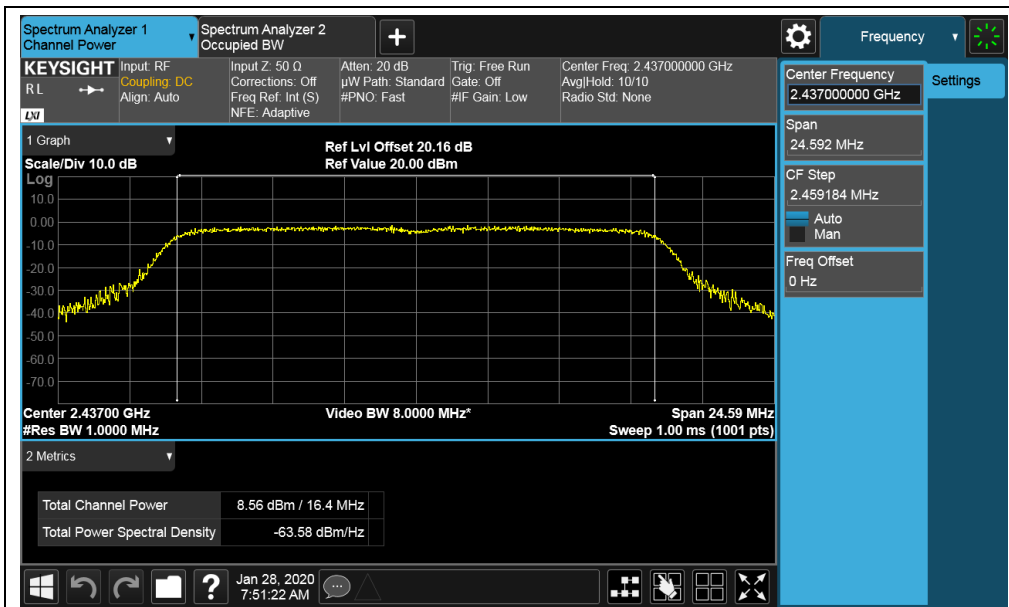 Spectrum Analyzer 1
Channel Power
Spectrum Analyzer 2
Occupied BW
Frequency
KEYSIGHT
RL
LXI
Input: RF
Coupling: DC
Align: Auto
Input Z: 50 Ω
Corrections: Off
Freq Ref: Int (S)
NFE: Adaptive
Atten: 20 dB
µW Path: Standard
#PNO: Fast
Trig: Free Run
Gate: Off
#IF Gain: Low
Center Freq: 2.437000000 GHz
Avg|Hold: 10/10
Radio Std: None
Center Frequency
2.437000000 GHz
Settings
Span
24.592 MHz
CF Step
2.459184 MHz
Auto
Man
Freq Offset
0 Hz
1 Graph
Scale/Div 10.0 dB
Ref Lvl Offset 20.16 dB
Ref Value 20.00 dBm
Log
10.0
0.00
-10.0
-20.0
-30.0
-40.0
-50.0
-60.0
-70.0
Center 2.43700 GHz
#Res BW 1.0000 MHz
Video BW 8.0000 MHz*
Span 24.59 MHz
Sweep 1.00 ms (1001 pts)
2 Metrics
Total Channel Power 8.56 dBm / 16.4 MHz
Total Power Spectral Density -63.58 dBm/Hz
Jan 28, 2020
7:51:22 AM